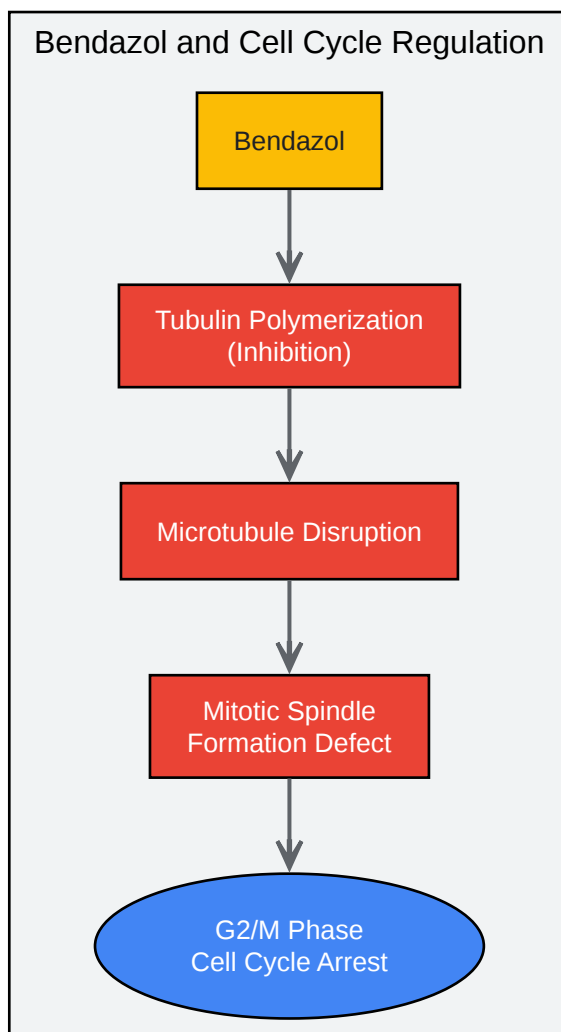 Bendazol and Cell Cycle Regulation
Bendazol
Tubulin Polymerization
(Inhibition)
Microtubule Disruption
Mitotic Spindle
Formation Defect
G2/M Phase
Cell Cycle Arrest